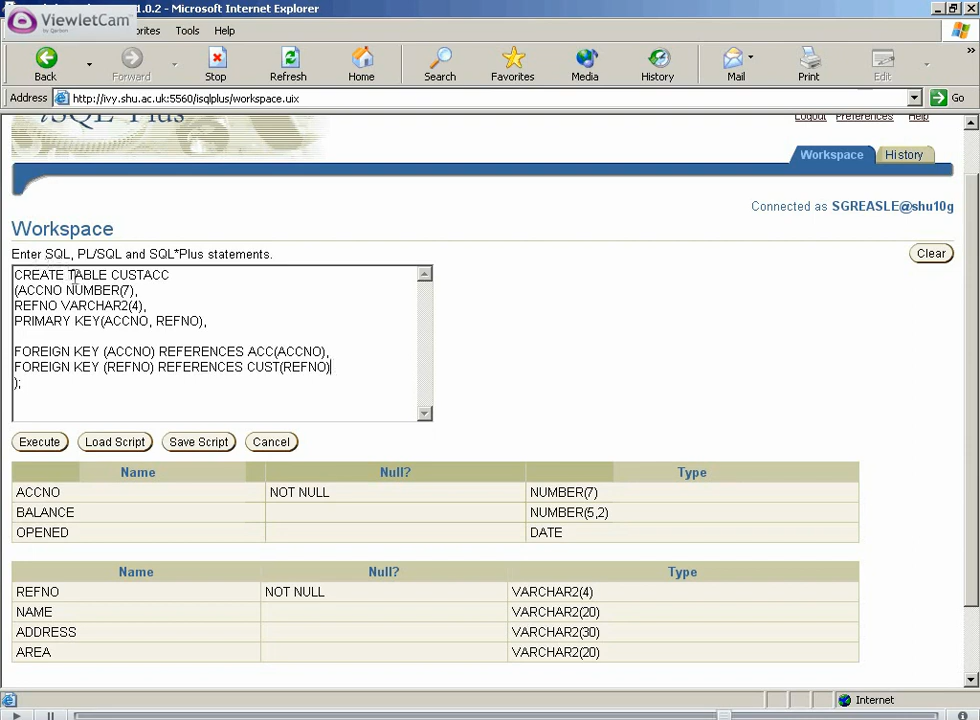 1.0.2 - Microsoft Internet Explorer
ViewletCam
by Qarbon
orites Tools Help
Back Forward Stop Refresh Home Search Favorites Media History Mail Print Edit
Address http://ivy.shu.ac.uk:5560/isqlplus/workspace.uix Go
iSQL*Plus
Logout Preferences Help
Workspace History
Connected as SGREASLE@shu10g
Workspace
Enter SQL, PL/SQL and SQL*Plus statements.
Clear
CREATE TABLE CUSTACC
(ACCNO NUMBER(7),
REFNO VARCHAR2(4),
PRIMARY KEY(ACCNO, REFNO),
FOREIGN KEY (ACCNO) REFERENCES ACC(ACCNO),
FOREIGN KEY (REFNO) REFERENCES CUST(REFNO)
);
Execute Load Script Save Script Cancel
Name Null? Type
ACCNO NOT NULL NUMBER(7)
BALANCE NUMBER(5,2)
OPENED DATE
Name Null? Type
REFNO NOT NULL VARCHAR2(4)
NAME VARCHAR2(20)
ADDRESS VARCHAR2(30)
AREA VARCHAR2(20)
Internet